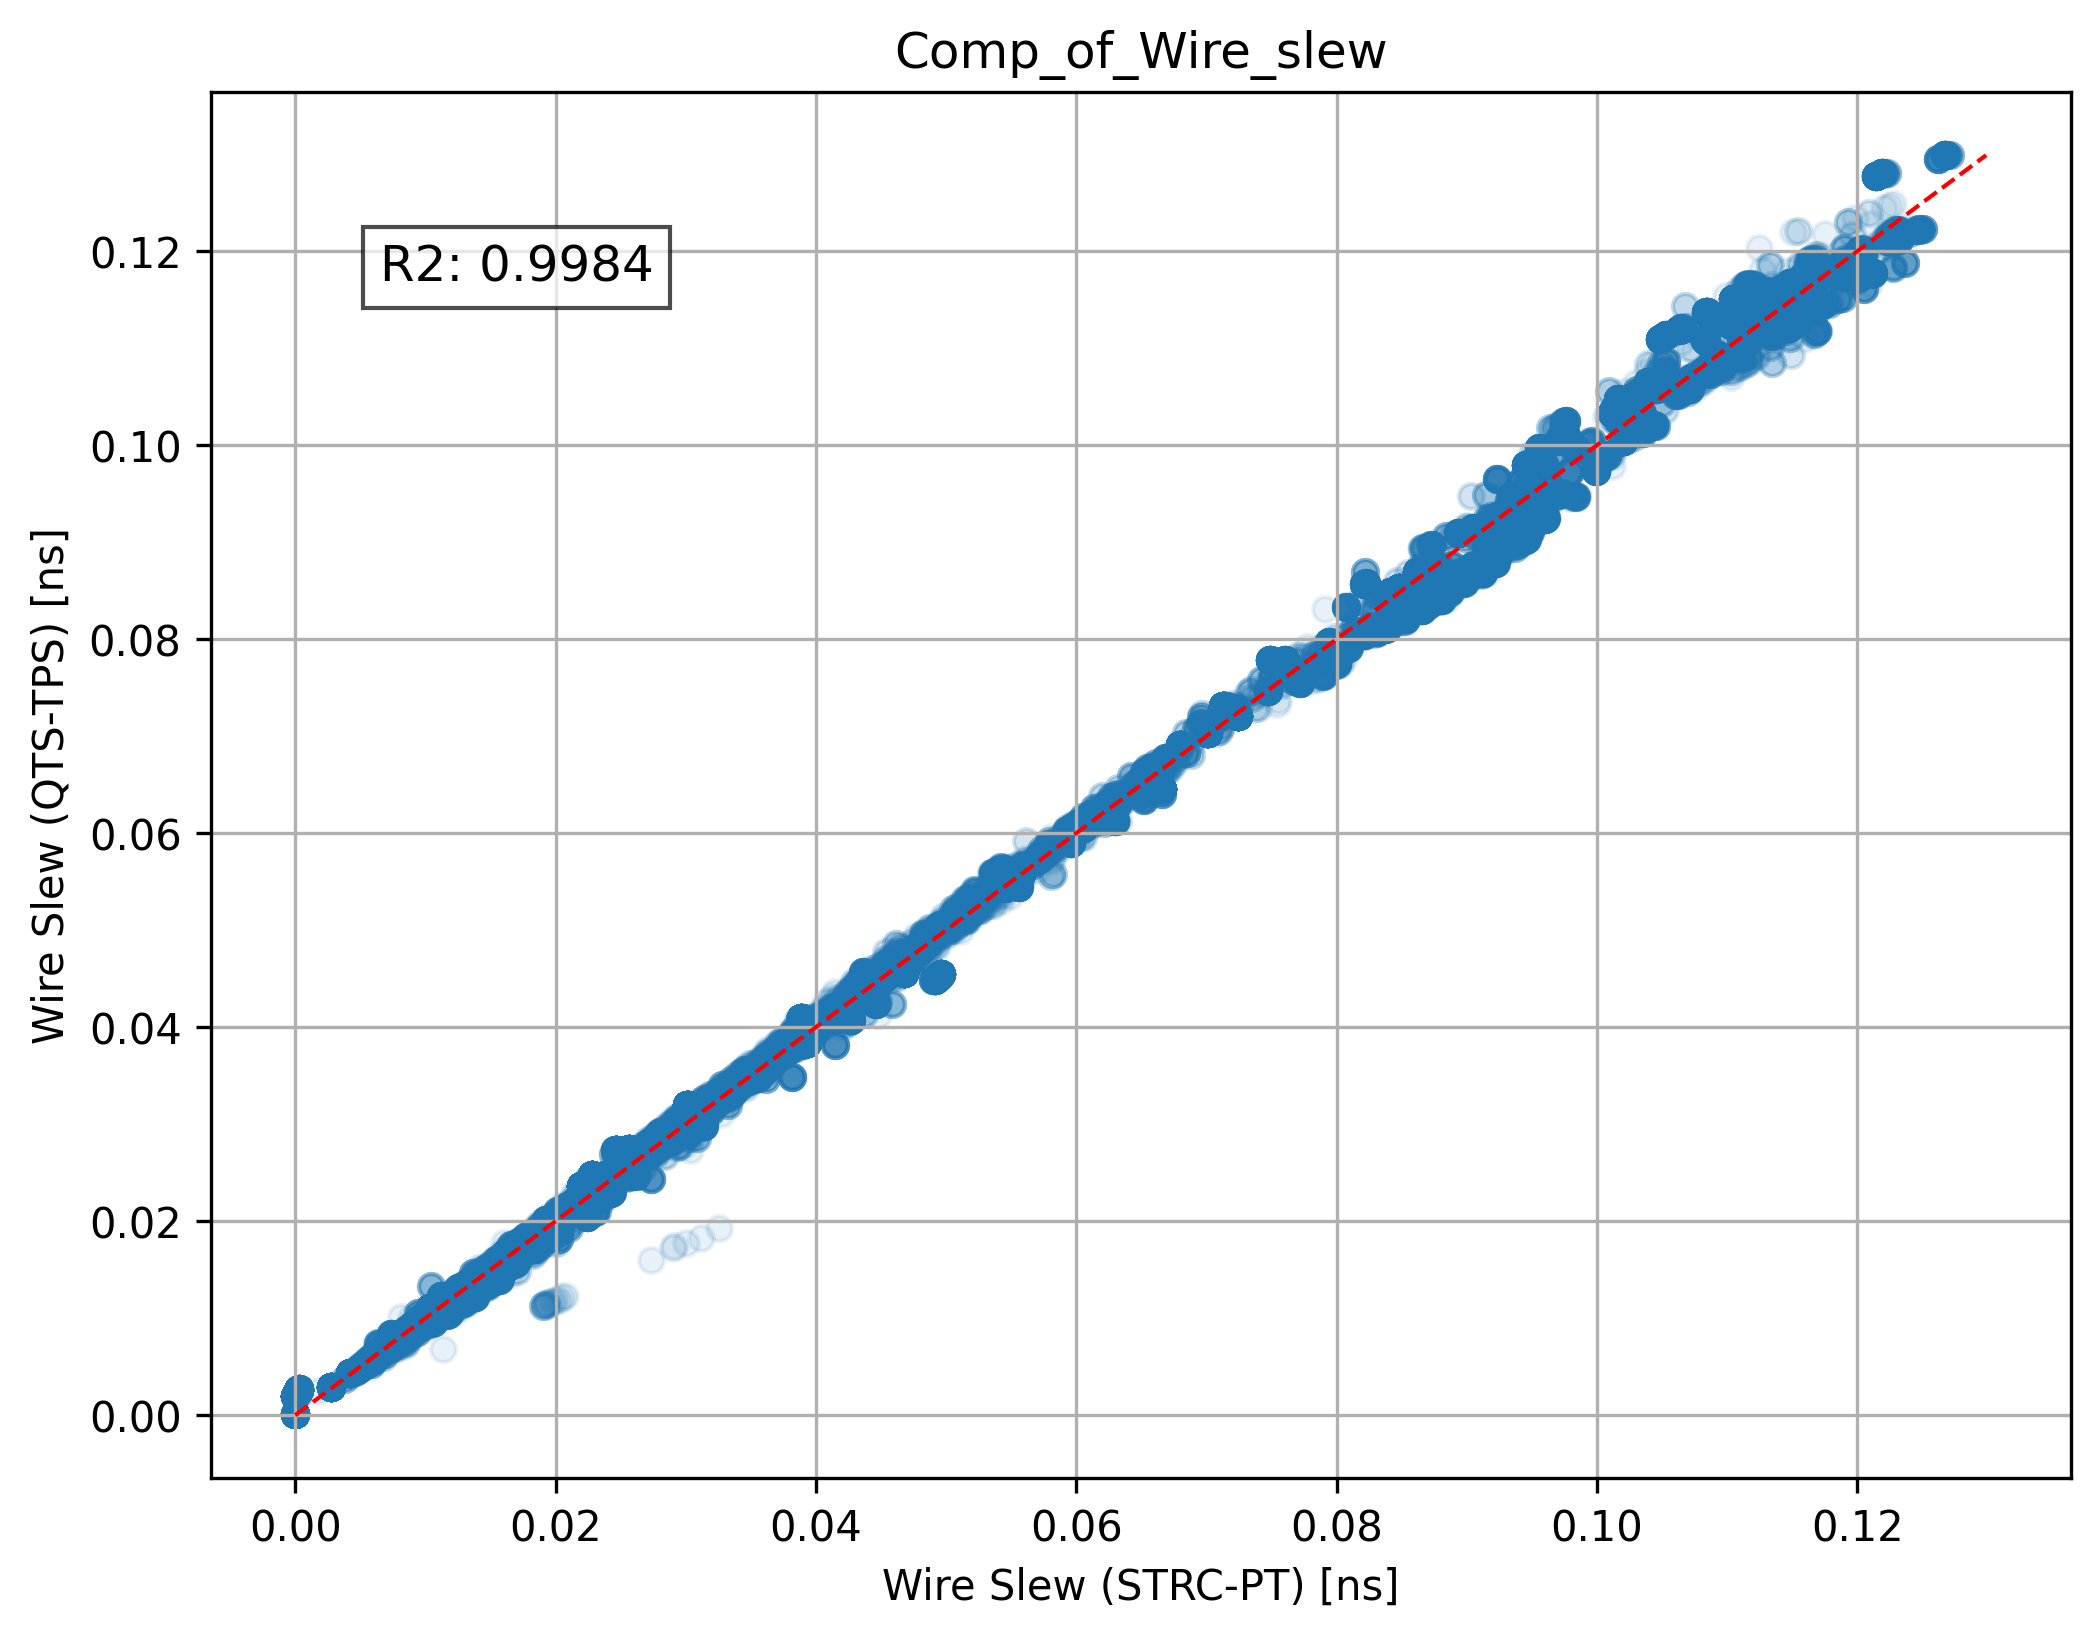 Comp_of_Wire_slew
R2: 0.9984
Wire Slew (QTS-TPS) [ns]
0.12
0.10
0.08
0.06
0.04
0.02
0.00
0.00 0.02 0.04 0.06 0.08 0.10 0.12
Wire Slew (STRC-PT) [ns]